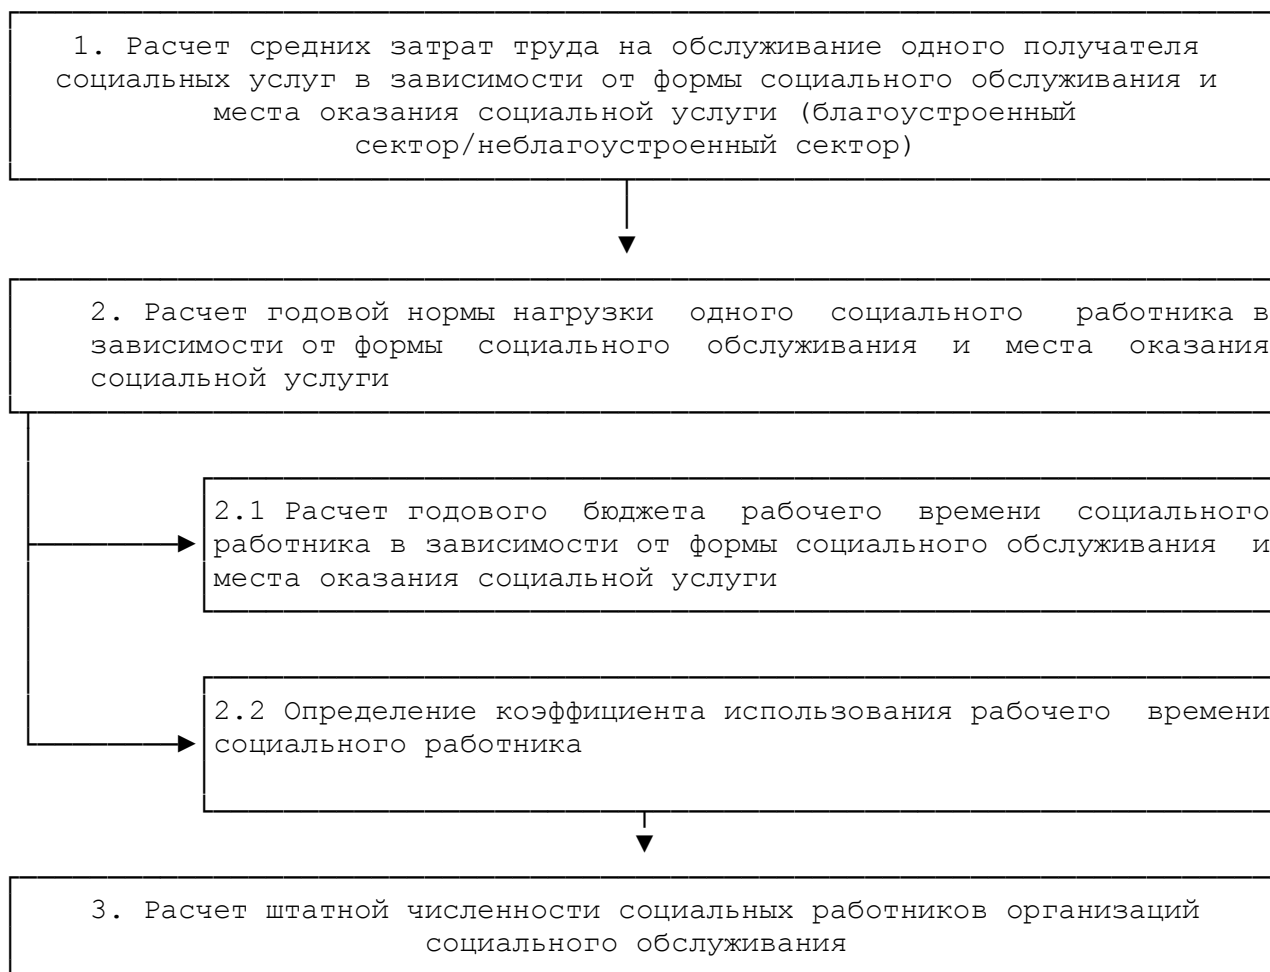 1. Расчет средних затрат труда на обслуживание одного получателя
социальных услуг в зависимости от формы социального обслуживания и
места оказания социальной услуги (благоустроенный
сектор/неблагоустроенный сектор)
2. Расчет годовой нормы нагрузки одного социального работника в
зависимости от формы социального обслуживания и места оказания
социальной услуги
2.1 Расчет годового бюджета рабочего времени социального
работника в зависимости от формы социального обслуживания и
места оказания социальной услуги
2.2 Определение коэффициента использования рабочего времени
социального работника
3. Расчет штатной численности социальных работников организаций
социального обслуживания